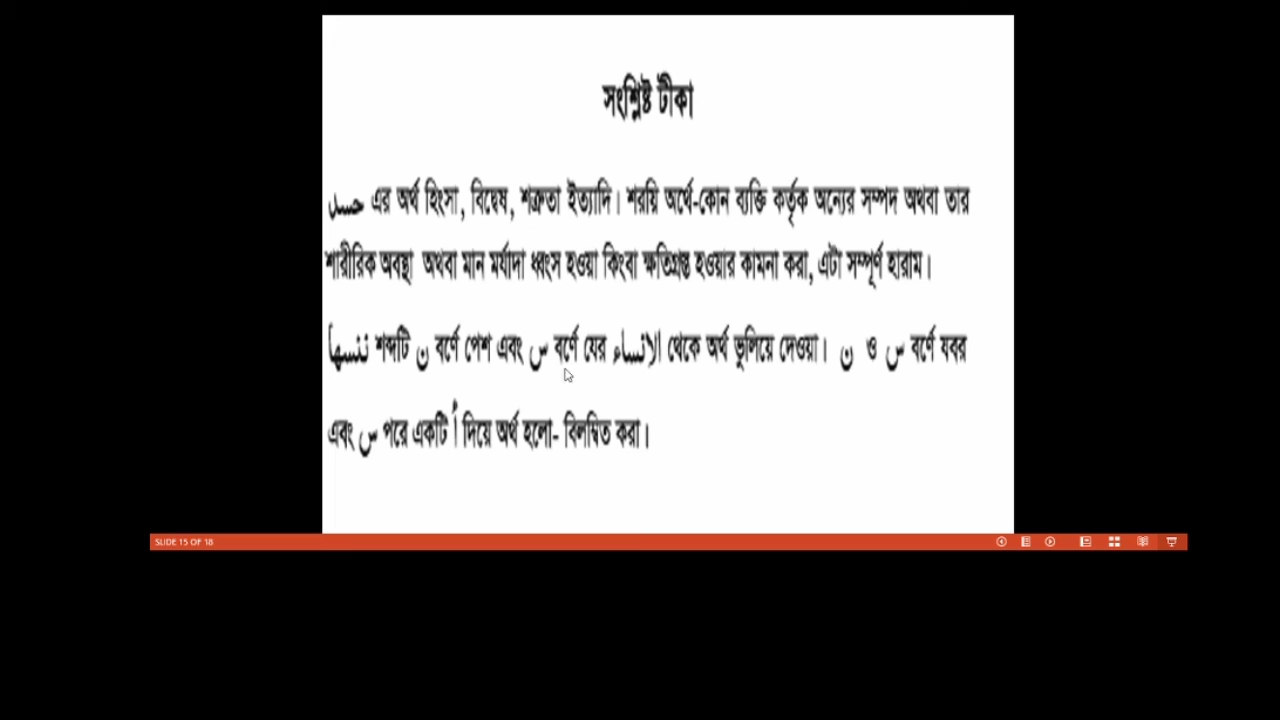 সংশ্লিষ্ট টীকা
حسد এর অর্থ হিংসা, বিদ্বেষ, শত্রুতা ইত্যাদি। শরয়ি অর্থে-কোন ব্যক্তি কর্তৃক অন্যের সম্পদ অথবা তার
শারীরিক অবস্থা অথবা মান মর্যাদা ধ্বংস হওয়া কিংবা ক্ষতিগ্রস্ত হওয়ার কামনা করা, এটা সম্পূর্ণ হারাম।
ننسها শব্দটি ن বর্ণে পেশ এবং س বর্ণে যের الإنساء থেকে অর্থ ভুলিয়ে দেওয়া। ن ও س বর্ণে যবর
এবং س পরে একটি أ দিয়ে অর্থ হলো- বিলম্বিত করা।
SLIDE 15 OF 18